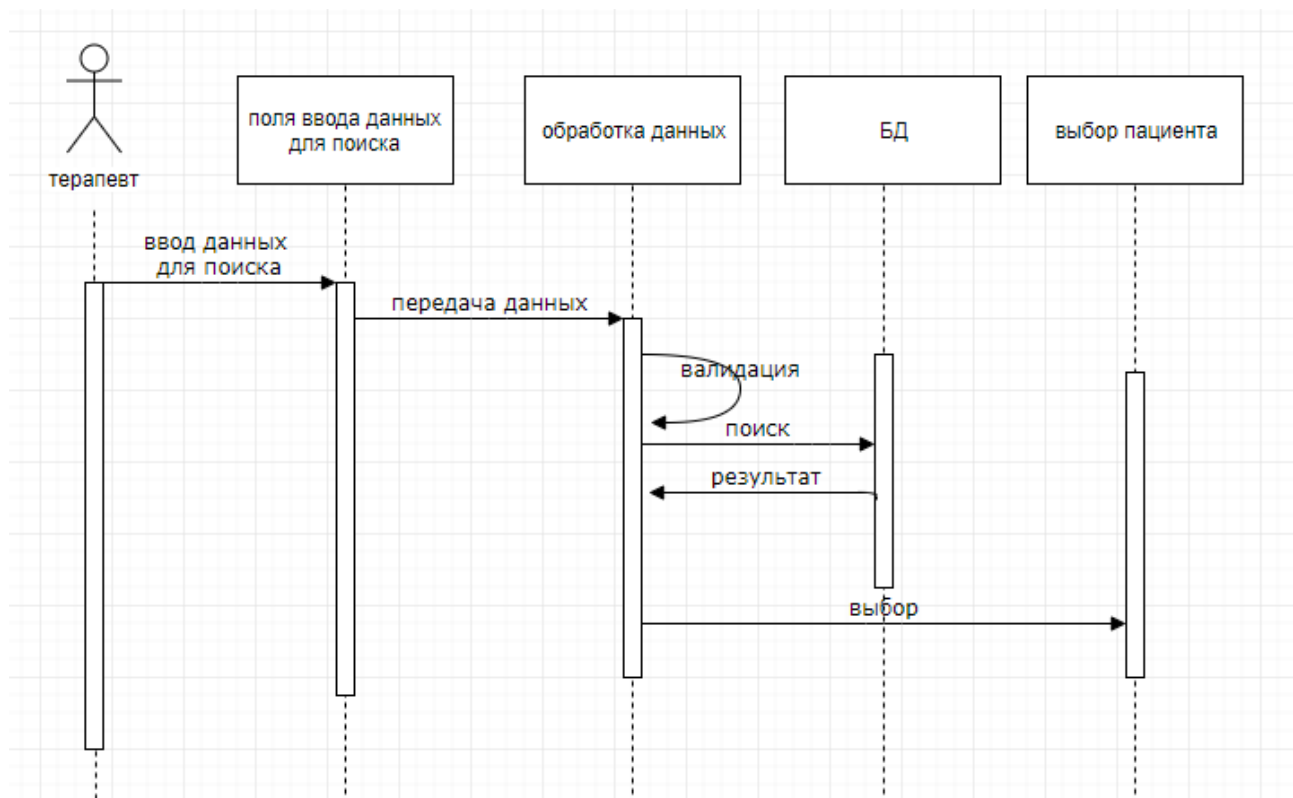 терапевт
поля ввода данных
для поиска
обработка данных
БД
выбор пациента
ввод данных
для поиска
передача данных
валидация
поиск
результат
выбор